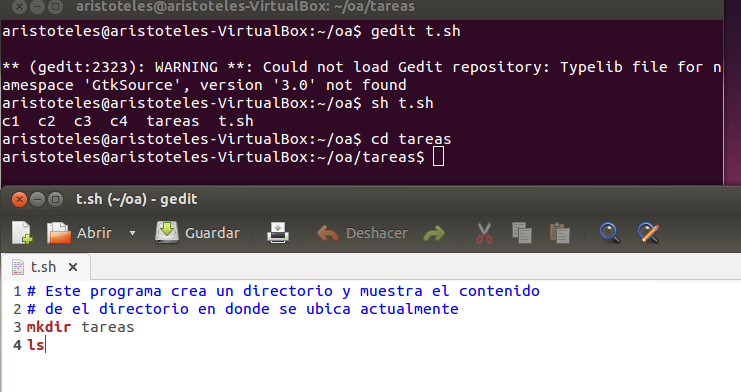 aristoteles@aristoteles-VirtualBox: ~/oa/tareas
aristoteles@aristoteles-VirtualBox:~/oa$ gedit t.sh
** (gedit:2323): WARNING **: Could not load Gedit repository: Typelib file for n
amespace 'GtkSource', version '3.0' not found
aristoteles@aristoteles-VirtualBox:~/oa$ sh t.sh
c1  c2  c3  c4  tareas  t.sh
aristoteles@aristoteles-VirtualBox:~/oa$ cd tareas
aristoteles@aristoteles-VirtualBox:~/oa/tareas$
t.sh (~/oa) - gedit
Abrir Guardar Deshacer
t.sh ×
1 # Este programa crea un directorio y muestra el contenido
2 # de el directorio en donde se ubica actualmente
3 mkdir tareas
4 ls